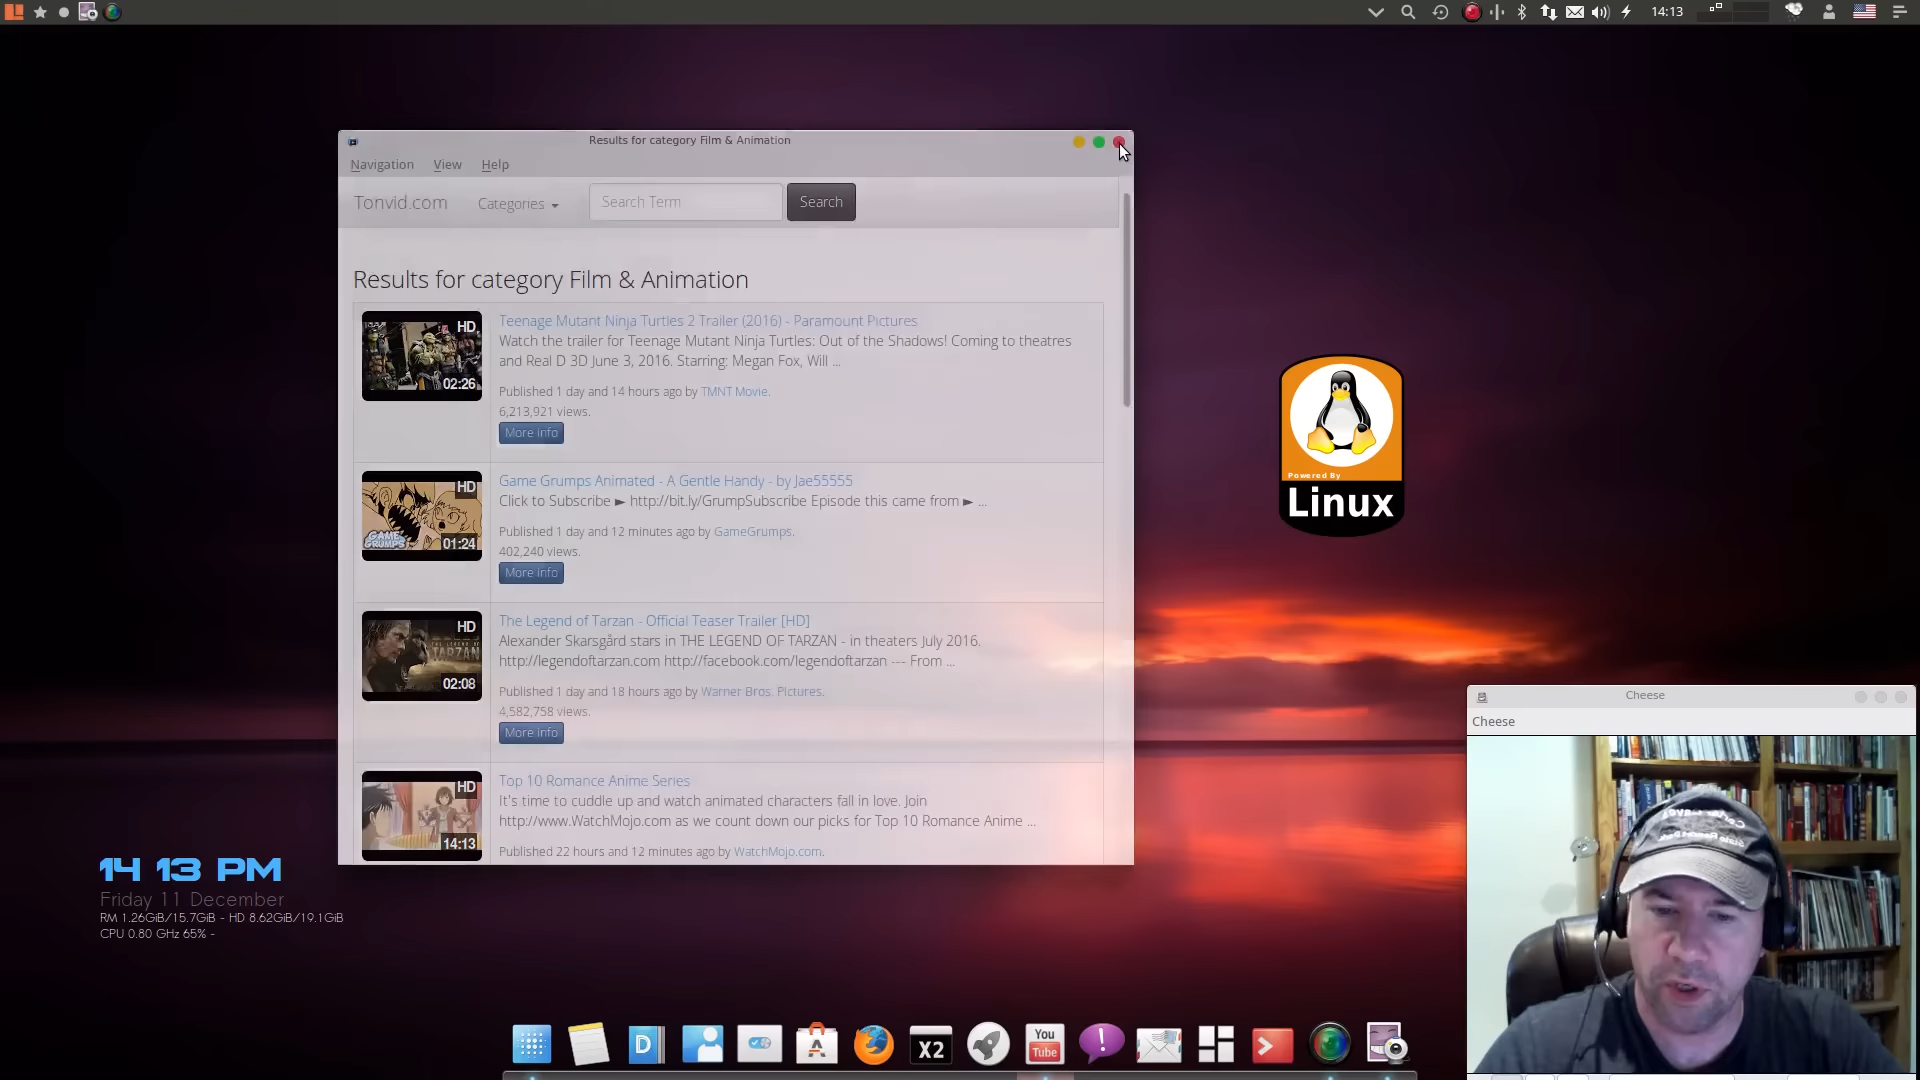 14:13
Results for category Film & Animation
Navigation View Help
Tonvid.com Categories Search Term Search
Results for category Film & Animation
HD
02:26
Teenage Mutant Ninja Turtles 2 Trailer (2016) - Paramount Pictures
Watch the trailer for Teenage Mutant Ninja Turtles: Out of the Shadows! Coming to theatres
and Real D 3D June 3, 2016. Starring: Megan Fox, Will ...
Published 1 day and 14 hours ago by TMNT Movie.
6,213,921 views.
More info
HD
GAME
GRUMPS
01:24
Game Grumps Animated - A Gentle Handy - by Jae55555
Click to Subscribe ► http://bit.ly/GrumpSubscribe Episode this came from ► ...
Published 1 day and 12 minutes ago by GameGrumps.
402,240 views.
More info
HD
TARZAN
02:08
The Legend of Tarzan - Official Teaser Trailer [HD]
Alexander Skarsgård stars in THE LEGEND OF TARZAN - in theaters July 2016.
http://legendoftarzan.com http://facebook.com/legendoftarzan --- From ...
Published 1 day and 18 hours ago by Warner Bros. Pictures.
4,582,758 views.
More info
HD
14:13
Top 10 Romance Anime Series
It's time to cuddle up and watch animated characters fall in love. Join
http://www.WatchMojo.com as we count down our picks for Top 10 Romance Anime ...
Published 22 hours and 12 minutes ago by WatchMojo.com.
Powered By
Linux
Cheese
Cheese
14 13 PM
Friday 11 December
RM 1.26GiB/15.7GiB - HD 8.62GiB/19.1GiB
CPU 0.80 GHz 65% -
D
A
X2
You
Tube